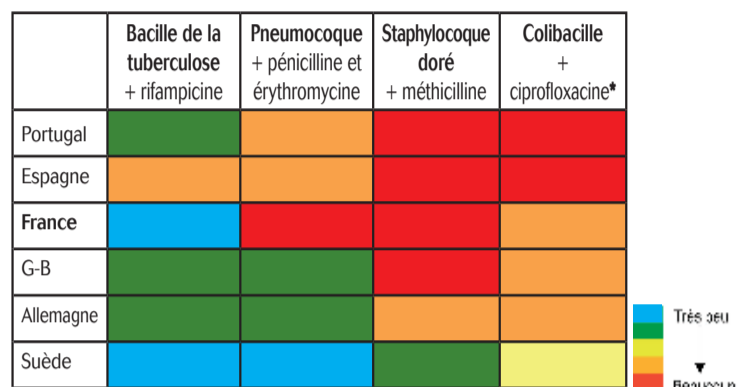 Bacille de la
tuberculose
+ rifampicine
Pneumocoque
+ pénicilline et
érythromycine
Staphylocoque
doré
+ méthicilline
Colibacille
+
ciprofloxacine*
Portugal
Espagne
France
G-B
Allemagne
Suède
Très peu